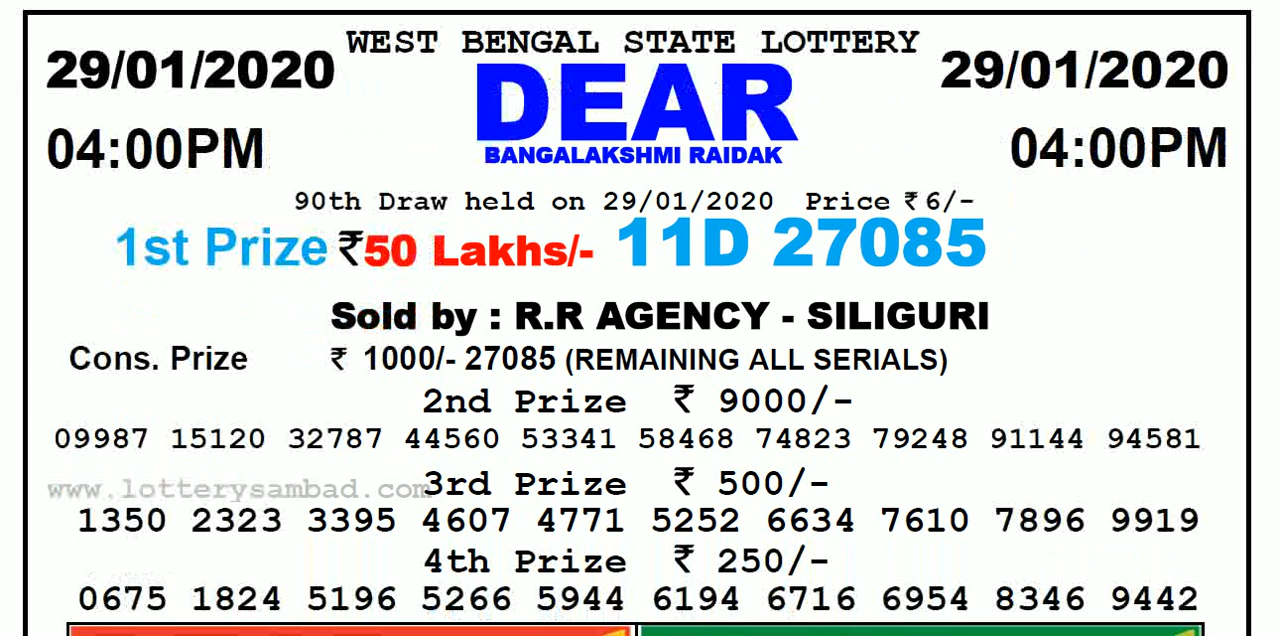 WEST BENGAL STATE LOTTERY
29/01/2020 DEAR 29/01/2020
04:00PM BANGALAKSHMI RAIDAK 04:00PM
90th Draw held on 29/01/2020 Price ₹ 6/-
1st Prize ₹50 Lakhs/- 11D 27085
Sold by : R.R AGENCY - SILIGURI
Cons. Prize ₹ 1000/- 27085 (REMAINING ALL SERIALS)
2nd Prize ₹ 9000/-
09987 15120 32787 44560 53341 58468 74823 79248 91144 94581
www.lotterysambad.com 3rd Prize ₹ 500/-
1350 2323 3395 4607 4771 5252 6634 7610 7896 9919
4th Prize ₹ 250/-
0675 1824 5196 5266 5944 6194 6716 6954 8346 9442